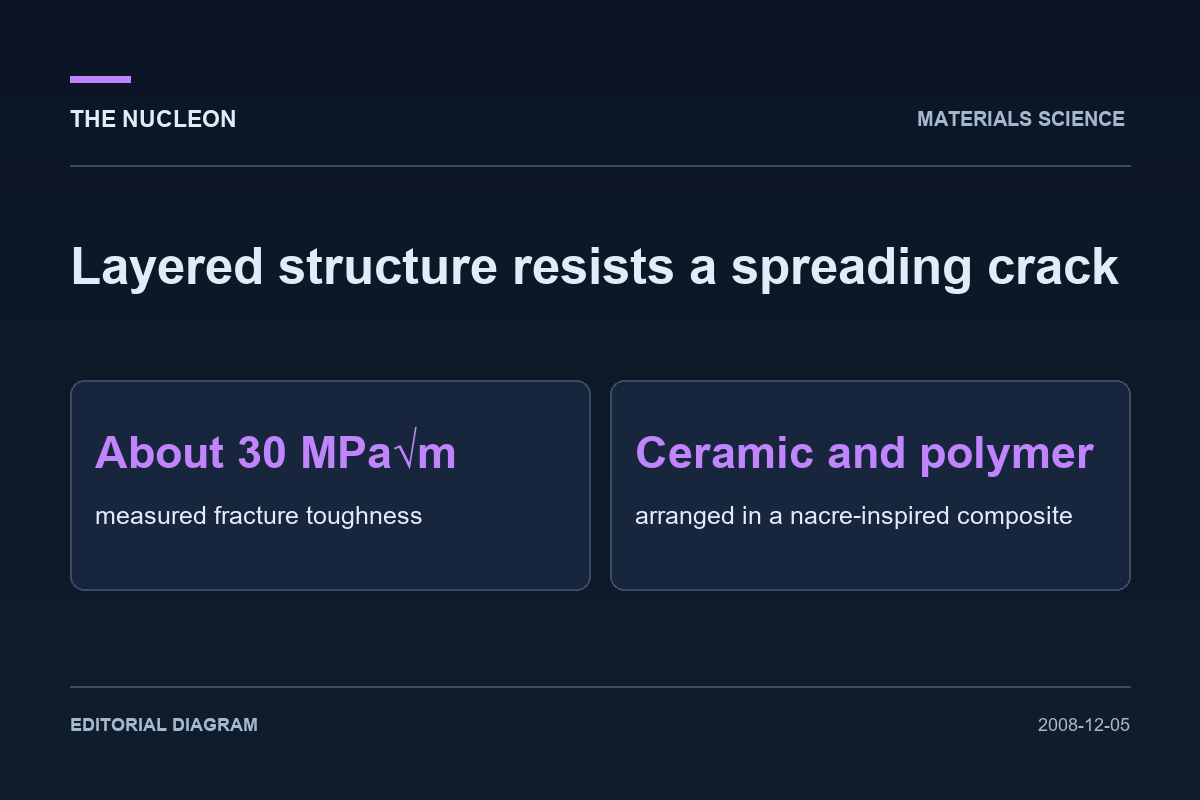 THE NUCLEON
MATERIALS SCIENCE
Layered structure resists a spreading crack
About 30 MPa√m
measured fracture toughness
Ceramic and polymer
arranged in a nacre-inspired composite
EDITORIAL DIAGRAM
2008-12-05